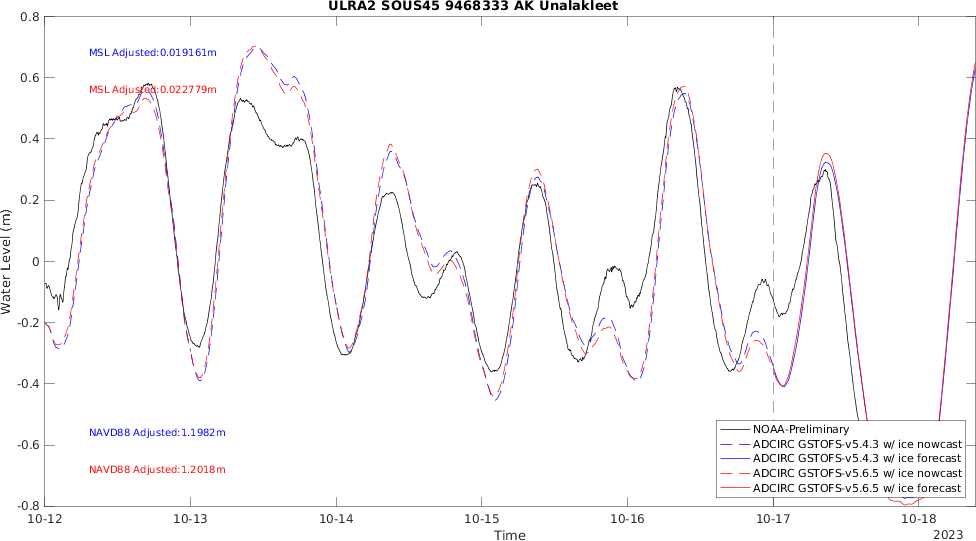 ULRA2 SOUS45 9468333 AK Unalakleet
0.8
0.6
0.4
0.2
0
-0.2
-0.4
-0.6
-0.8
Water Level (m)
MSL Adjusted:0.019161m
MSL Adjusted:0.022779m
NAVD88 Adjusted:1.1982m
NAVD88 Adjusted:1.2018m
NOAA-Preliminary
ADCIRC GSTOFS-v5.4.3 w/ ice nowcast
ADCIRC GSTOFS-v5.4.3 w/ ice forecast
ADCIRC GSTOFS-v5.6.5 w/ ice nowcast
ADCIRC GSTOFS-v5.6.5 w/ ice forecast
10-12 10-13 10-14 10-15 10-16 10-17 10-18
Time
2023